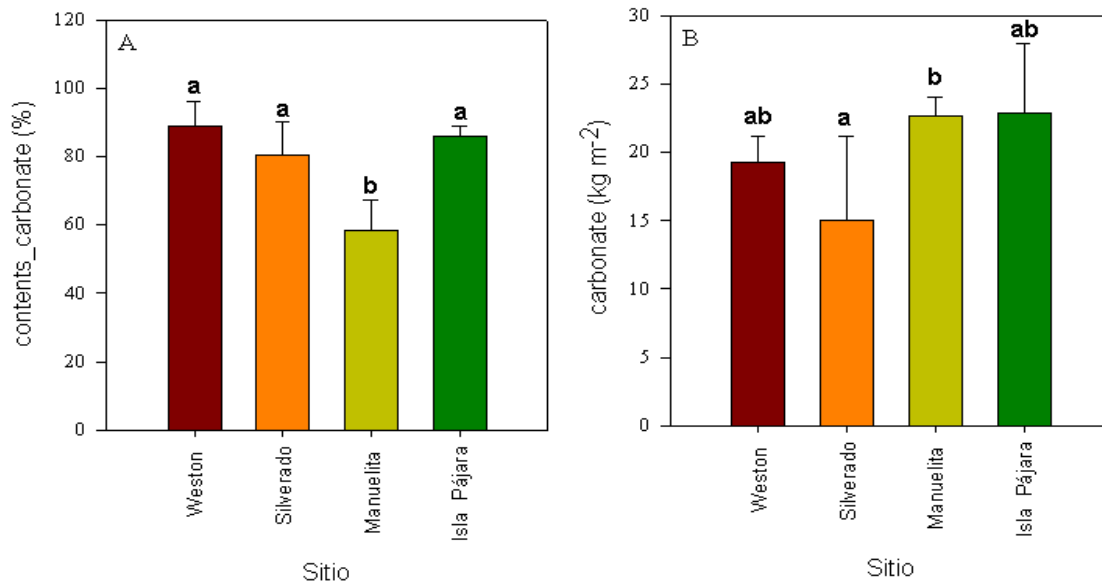 A
contents_carbonate (%)
120
100
80
60
40
20
0
a
a
b
a
Weston
Silverado
Manuelita
Isla Pájara
Sitio
B
carbonate (kg m-2)
30
25
20
15
10
5
0
ab
a
b
ab
Weston
Silverado
Manuelita
Isla Pájara
Sitio